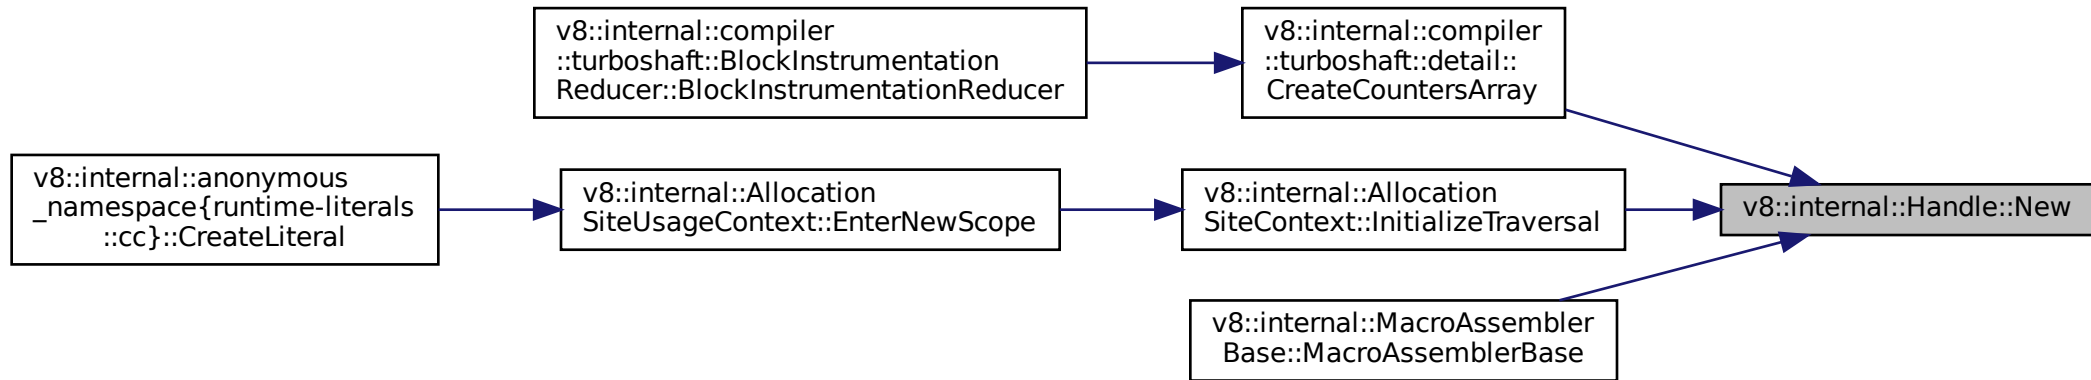 v8::internal::compiler
::turboshaft::BlockInstrumentation
Reducer::BlockInstrumentationReducer
v8::internal::compiler
::turboshaft::detail::
CreateCountersArray
v8::internal::anonymous
_namespace{runtime-literals
::cc}::CreateLiteral
v8::internal::Allocation
SiteUsageContext::EnterNewScope
v8::internal::Allocation
SiteContext::InitializeTraversal
v8::internal::Handle::New
v8::internal::MacroAssembler
Base::MacroAssemblerBase